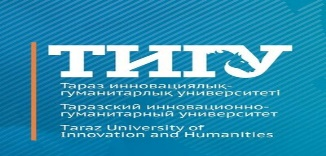 ТИГУ
Тараз инновациялық-
гуманитарлық университеті
Таразский инновационно-
гуманитарный университет
Taraz University of
Innovation and Humanities